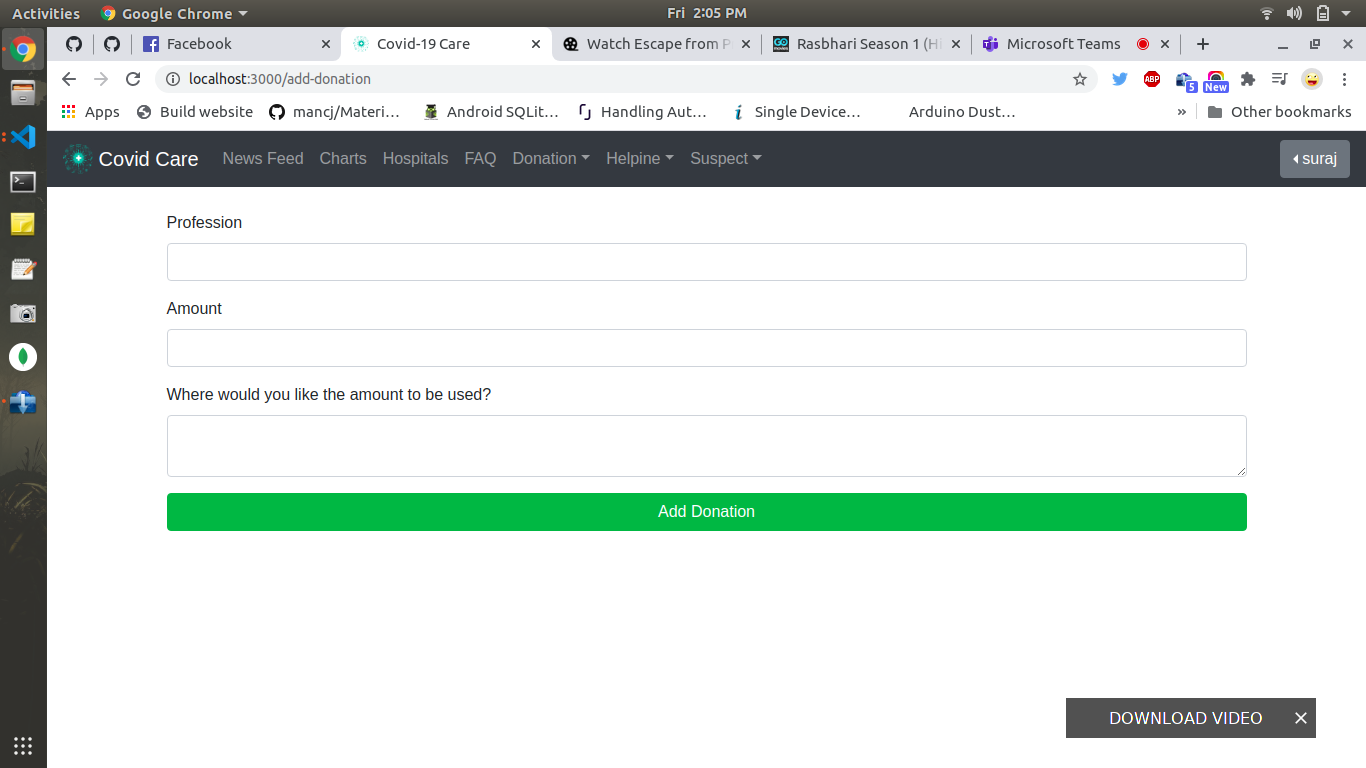 Activities Google Chrome Fri 2:05 PM
Facebook Covid-19 Care Watch Escape from P Rasbhari Season 1 (Hi Microsoft Teams
localhost:3000/add-donation ABP 5 New
Apps Build website mancj/Materi… Android SQLit… Handling Aut… Single Device… Arduino Dust… » Other bookmarks
Covid Care News Feed Charts Hospitals FAQ Donation Helpine Suspect suraj
Profession
Amount
Where would you like the amount to be used?
Add Donation
DOWNLOAD VIDEO